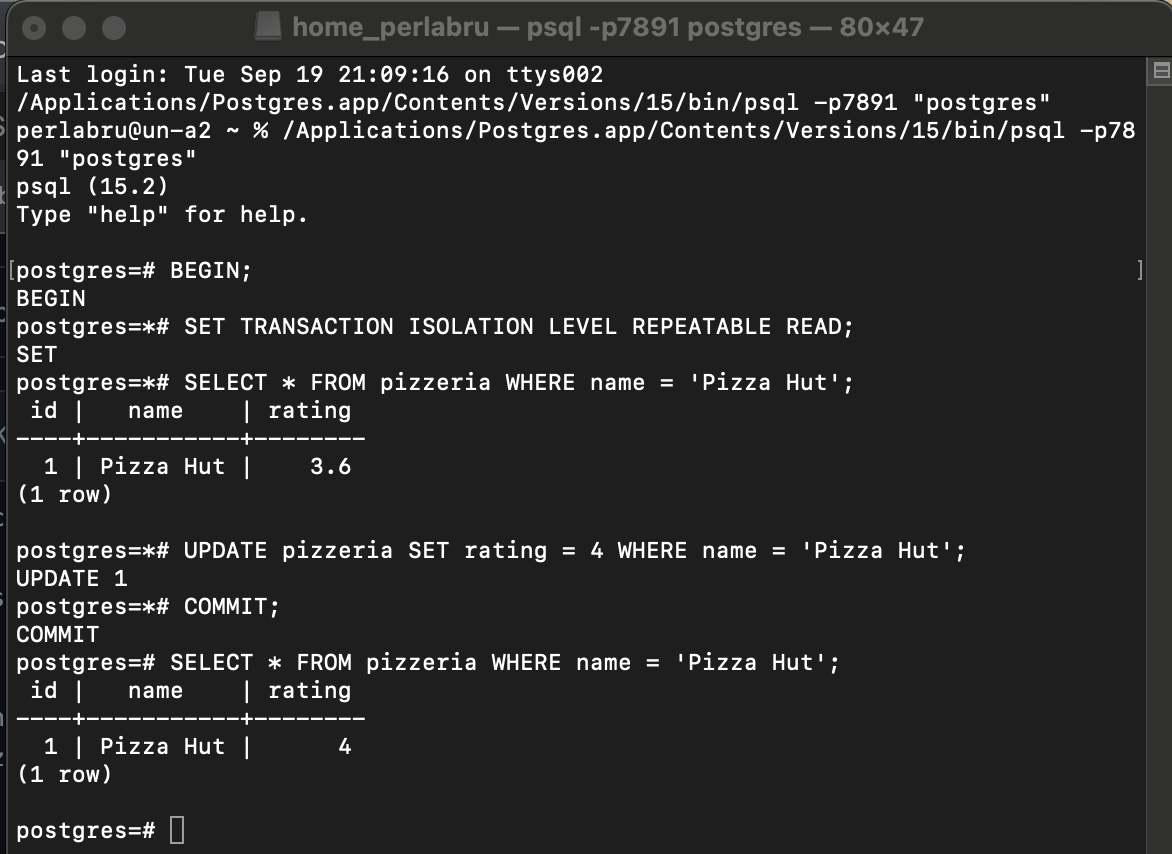 home_perlabru — psql -p7891 postgres — 80×47
Last login: Tue Sep 19 21:09:16 on ttys002
/Applications/Postgres.app/Contents/Versions/15/bin/psql -p7891 "postgres"
perlabru@un-a2 ~ % /Applications/Postgres.app/Contents/Versions/15/bin/psql -p78
91 "postgres"
psql (15.2)
Type "help" for help.

[postgres=# BEGIN; ]
BEGIN
postgres=*# SET TRANSACTION ISOLATION LEVEL REPEATABLE READ;
SET
postgres=*# SELECT * FROM pizzeria WHERE name = 'Pizza Hut';
 id |   name    | rating
----+-----------+--------
  1 | Pizza Hut |    3.6
(1 row)

postgres=*# UPDATE pizzeria SET rating = 4 WHERE name = 'Pizza Hut';
UPDATE 1
postgres=*# COMMIT;
COMMIT
postgres=# SELECT * FROM pizzeria WHERE name = 'Pizza Hut';
 id |   name    | rating
----+-----------+--------
  1 | Pizza Hut |      4
(1 row)

postgres=#